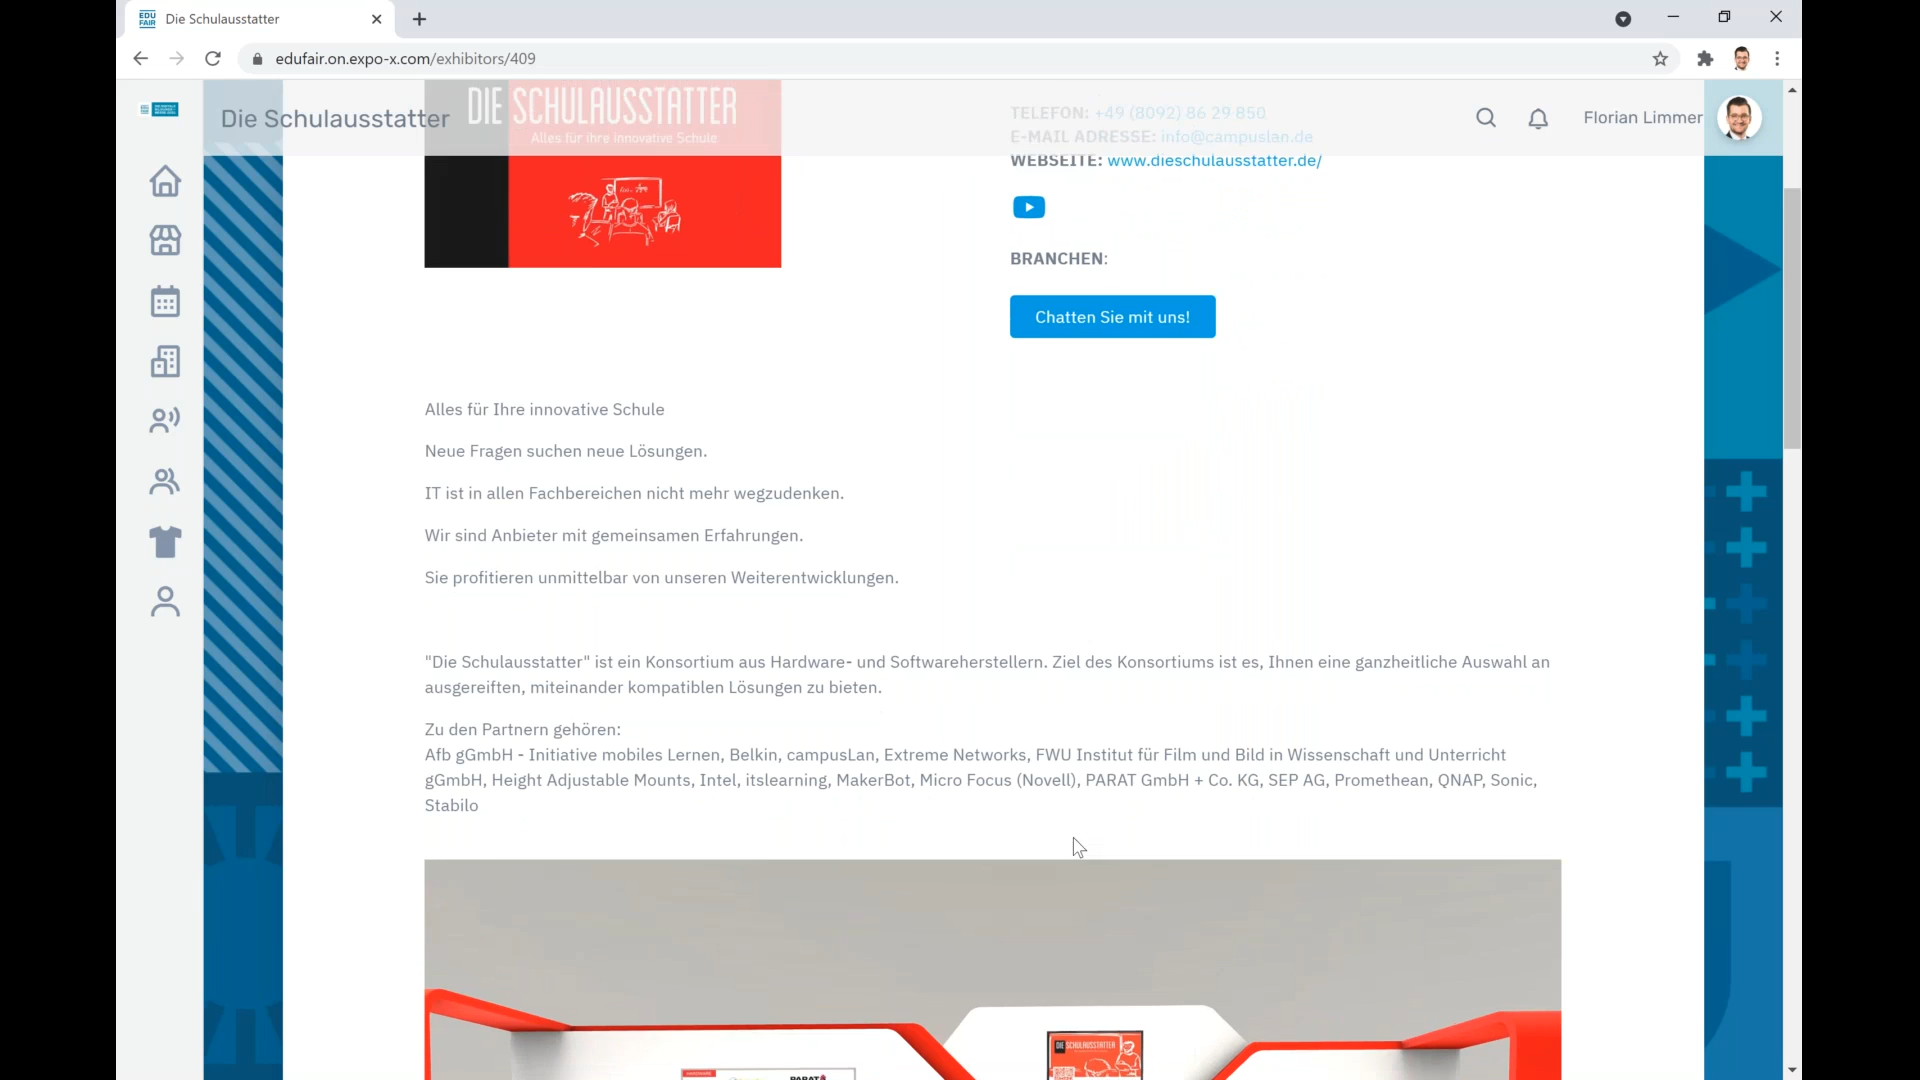 EDU
FAIR
Die Schulausstatter
edufair.on.expo-x.com/exhibitors/409
Die Schulausstatter
DIE SCHULAUSSTATTER
Alles für Ihre innovative Schule
Florian Limmer
TELEFON: +49 (8092) 86 29 850
E-MAIL ADRESSE: info@campuslan.de
WEBSEITE: www.dieschulausstatter.de/
BRANCHEN:
Chatten Sie mit uns!
Alles für Ihre innovative Schule
Neue Fragen suchen neue Lösungen.
IT ist in allen Fachbereichen nicht mehr wegzudenken.
Wir sind Anbieter mit gemeinsamen Erfahrungen.
Sie profitieren unmittelbar von unseren Weiterentwicklungen.
"Die Schulausstatter" ist ein Konsortium aus Hardware- und Softwareherstellern. Ziel des Konsortiums ist es, Ihnen eine ganzheitliche Auswahl an
ausgereiften, miteinander kompatiblen Lösungen zu bieten.
Zu den Partnern gehören:
Afb gGmbH - Initiative mobiles Lernen, Belkin, campusLan, Extreme Networks, FWU Institut für Film und Bild in Wissenschaft und Unterricht
gGmbH, Height Adjustable Mounts, Intel, itslearning, MakerBot, Micro Focus (Novell), PARAT GmbH + Co. KG, SEP AG, Promethean, QNAP, Sonic,
Stabilo
DIE SCHULAUSSTATTER
PARAT